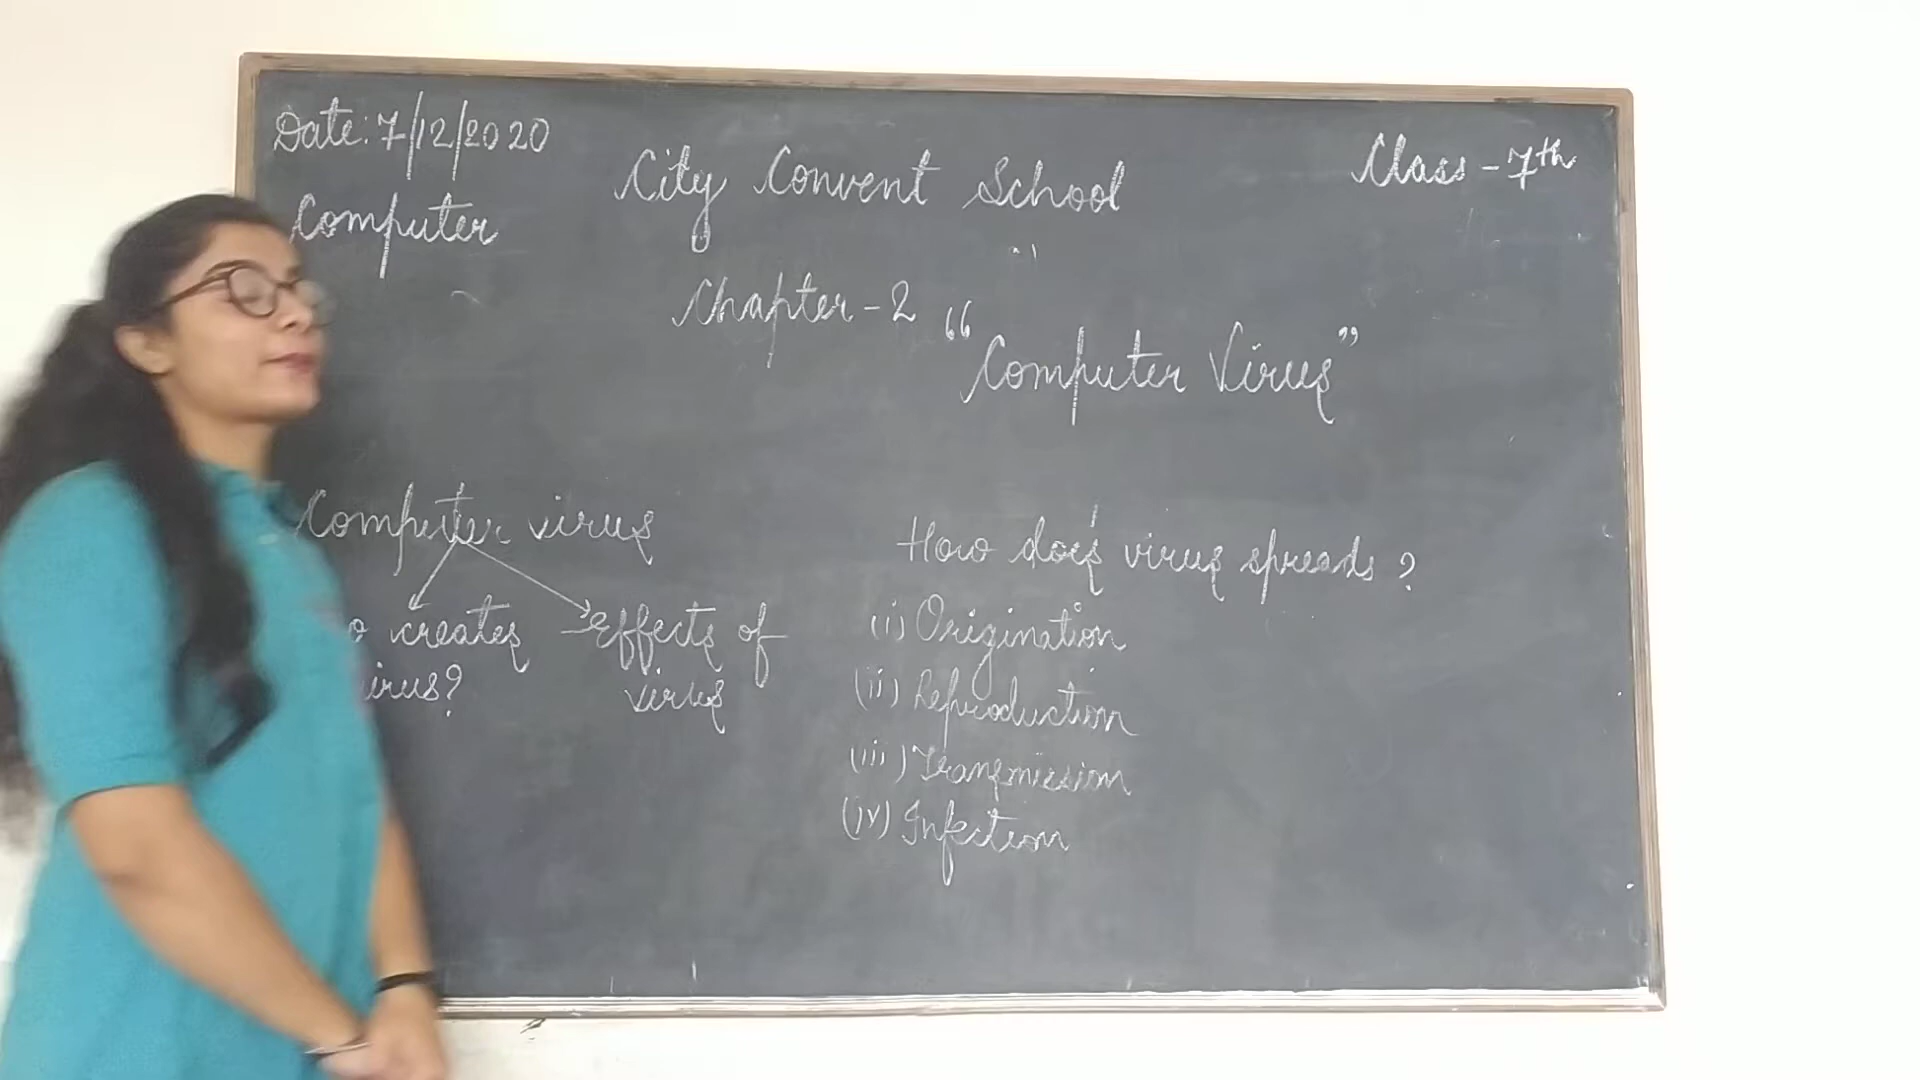 Date: 7/12/2020
City Convent School
Class - 7th
Computer
Chapter - 2
"Computer Virus"
Computer virus
creates
virus?
effects of
virus
How does virus spreads ?
(i) Origination
(ii) Reproduction
(iii) Transmission
(iv) Infection